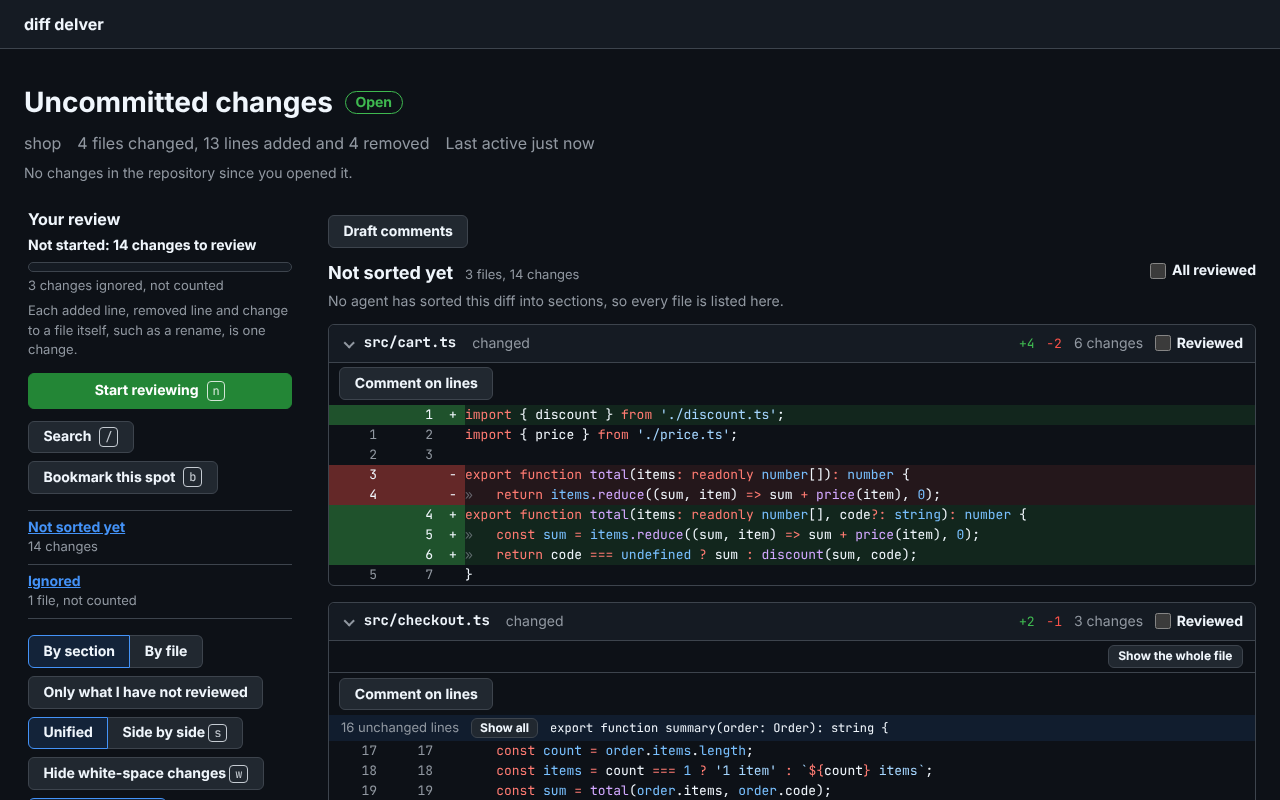 diff delver
Uncommitted changes Open
shop 4 files changed, 13 lines added and 4 removed Last active just now
No changes in the repository since you opened it.
Your review
Not started: 14 changes to review
3 changes ignored, not counted
Each added line, removed line and change
to a file itself, such as a rename, is one
change.
Start reviewing n
Search /
Bookmark this spot b
Not sorted yet
14 changes
Ignored
1 file, not counted
By section By file
Only what I have not reviewed
Unified Side by side s
Hide white-space changes w
Draft comments
Not sorted yet 3 files, 14 changes All reviewed
No agent has sorted this diff into sections, so every file is listed here.
src/cart.ts changed +4 -2 6 changes Reviewed
Comment on lines
1 + import { discount } from './discount.ts';
1 2 import { price } from './price.ts';
2 3
3 - export function total(items: readonly number[]): number {
4 - » return items.reduce((sum, item) => sum + price(item), 0);
4 + export function total(items: readonly number[], code?: string): number {
5 + » const sum = items.reduce((sum, item) => sum + price(item), 0);
6 + » return code === undefined ? sum : discount(sum, code);
5 7 }
src/checkout.ts changed +2 -1 3 changes Reviewed
Show the whole file
Comment on lines
16 unchanged lines Show all export function summary(order: Order): string {
17 17 const count = order.items.length;
18 18 const items = count === 1 ? '1 item' : `${count} items`;
19 19 const sum = total(order.items, order.code);